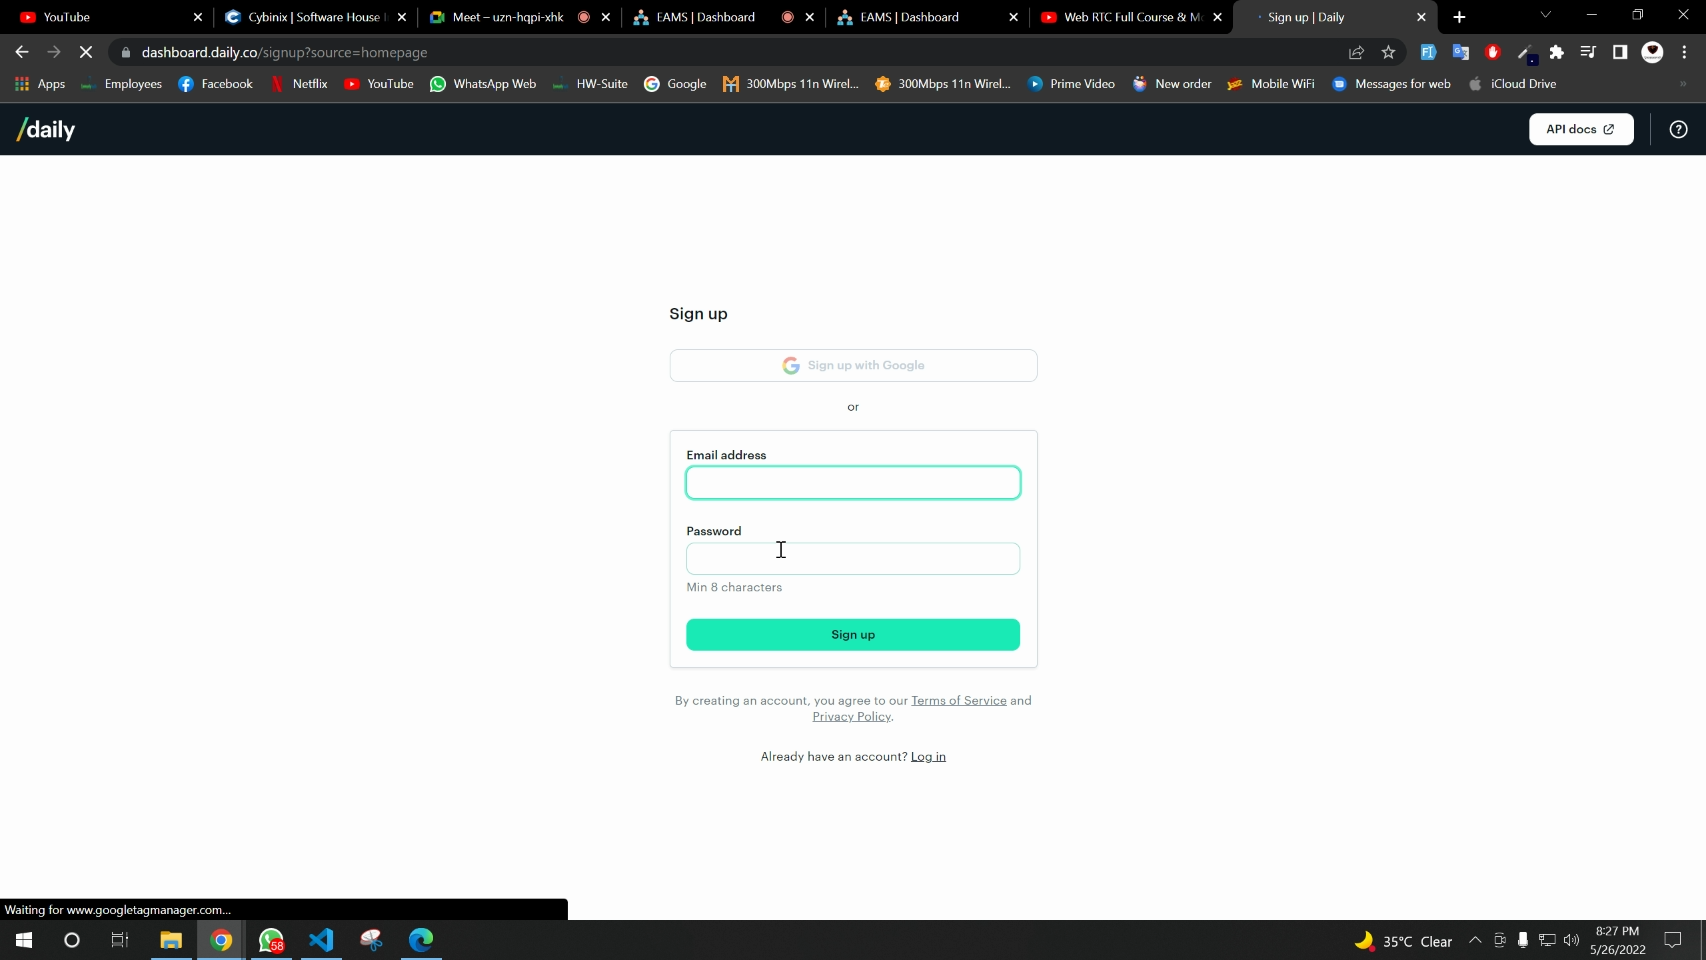 YouTube
Cybinix | Software House
Meet – uzn-hqpi-xhk
EAMS | Dashboard
EAMS | Dashboard
Web RTC Full Course &
Sign up | Daily
dashboard.daily.co/signup?source=homepage
Apps
Employees
Facebook
Netflix
YouTube
WhatsApp Web
HW-Suite
Google
300Mbps 11n Wirel...
300Mbps 11n Wirel...
Prime Video
New order
Mobile WiFi
Messages for web
iCloud Drive
/daily
API docs
Sign up
Sign up with Google
or
Email address
Password
Min 8 characters
Sign up
By creating an account, you agree to our Terms of Service and
Privacy Policy.
Already have an account? Log in
Waiting for www.googletagmanager.com...
58
35°C Clear
8:27 PM
5/26/2022